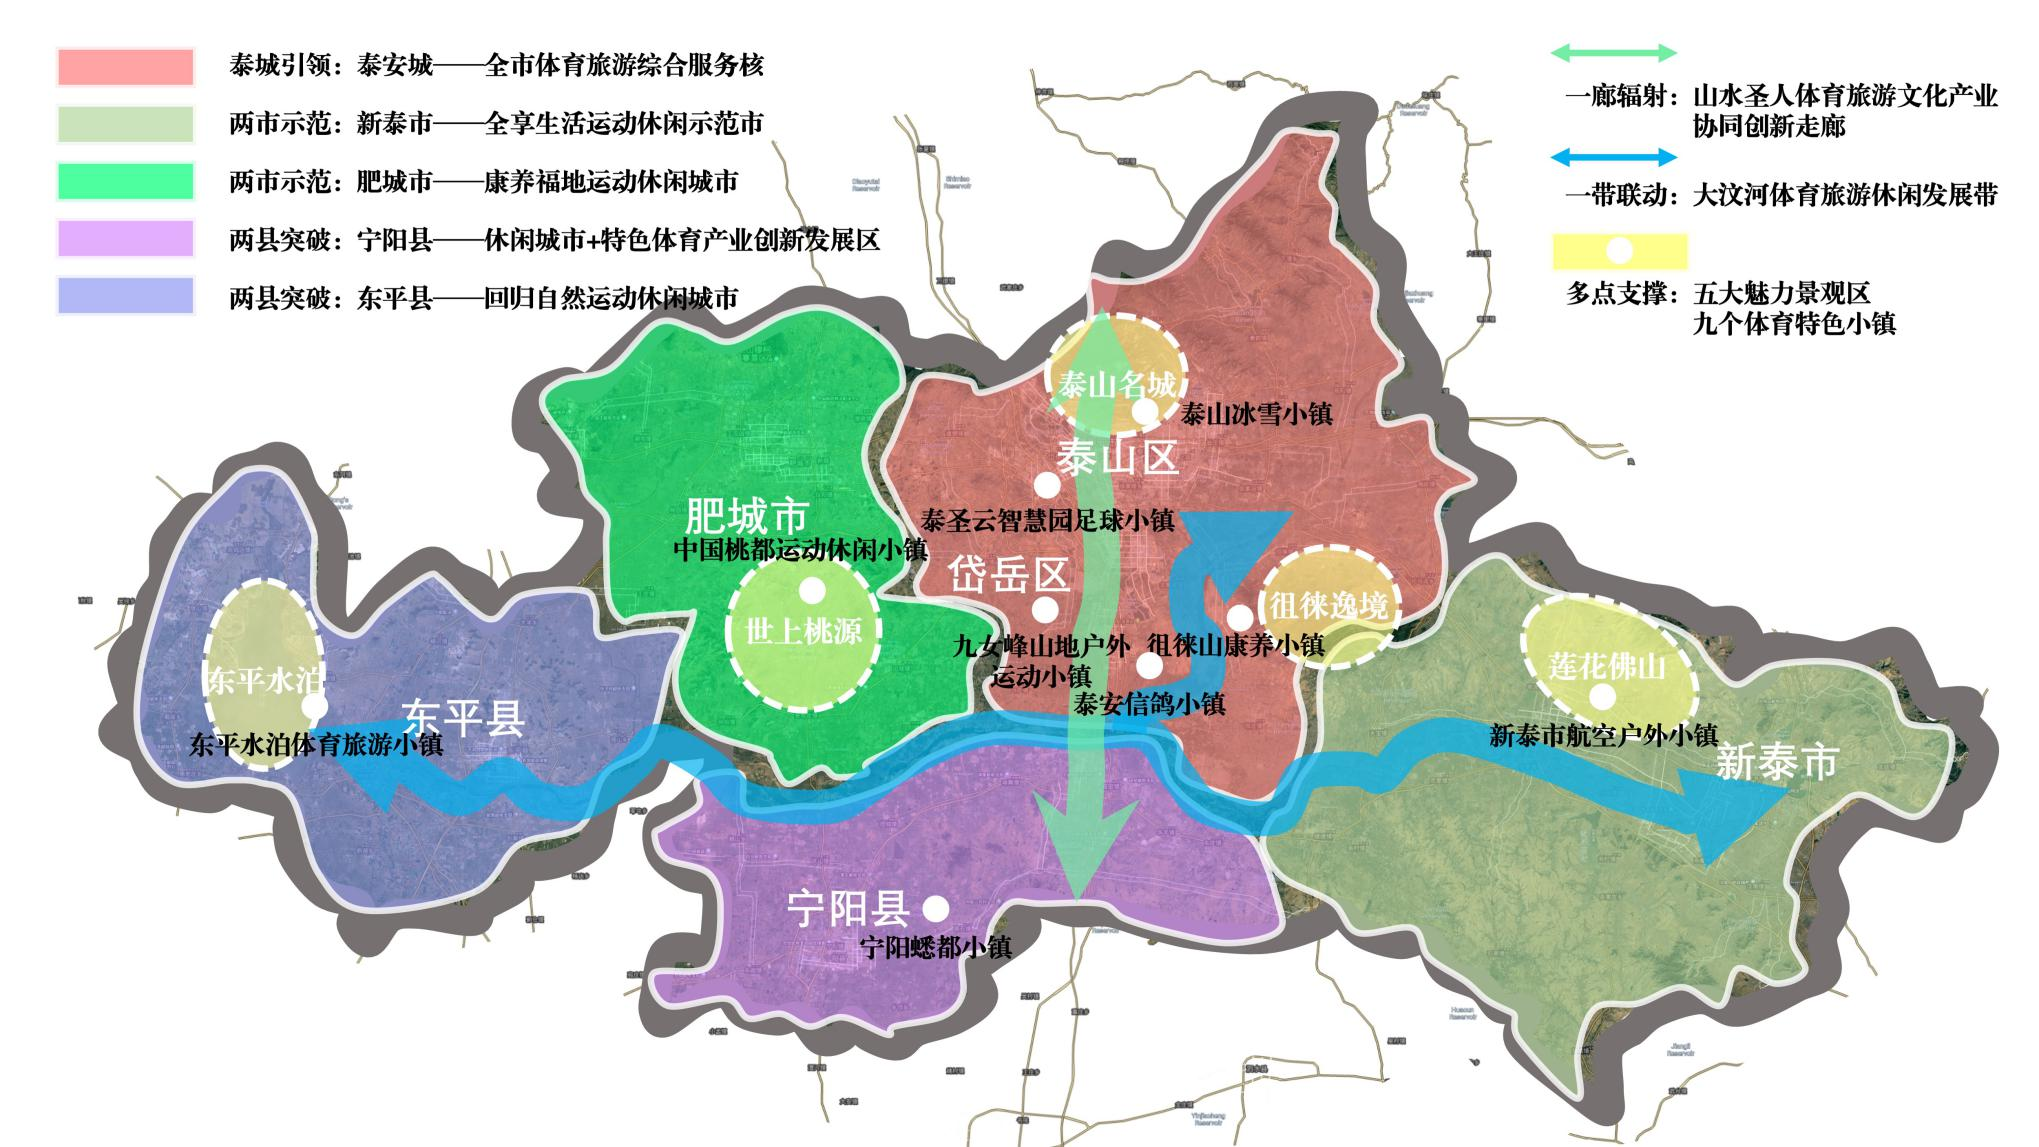 泰城引领：泰安城——全市体育旅游综合服务核
两市示范：新泰市——全享生活运动休闲示范市
两市示范：肥城市——康养福地运动休闲城市
两县突破：宁阳县——休闲城市+特色体育产业创新发展区
两县突破：东平县——回归自然运动休闲城市
一廊辐射：山水圣人体育旅游文化产业
协同创新走廊
一带联动：大汶河体育旅游休闲发展带
多点支撑：五大魅力景观区
九个体育特色小镇
泰山名城
泰山冰雪小镇
泰山区
肥城市
泰圣云智慧园足球小镇
中国桃都运动休闲小镇
岱岳区
世上桃源
徂徕逸境
九女峰山地户外
运动小镇
徂徕山康养小镇
泰安信鸽小镇
东平水泊
东平县
东平水泊体育旅游小镇
莲花佛山
新泰市航空户外小镇
新泰市
宁阳县
宁阳蟋都小镇
Shimiao
Reservoir
Yinjiacheng
Reservoir
Huacun
Reservoir
Jiangji
Reservoir